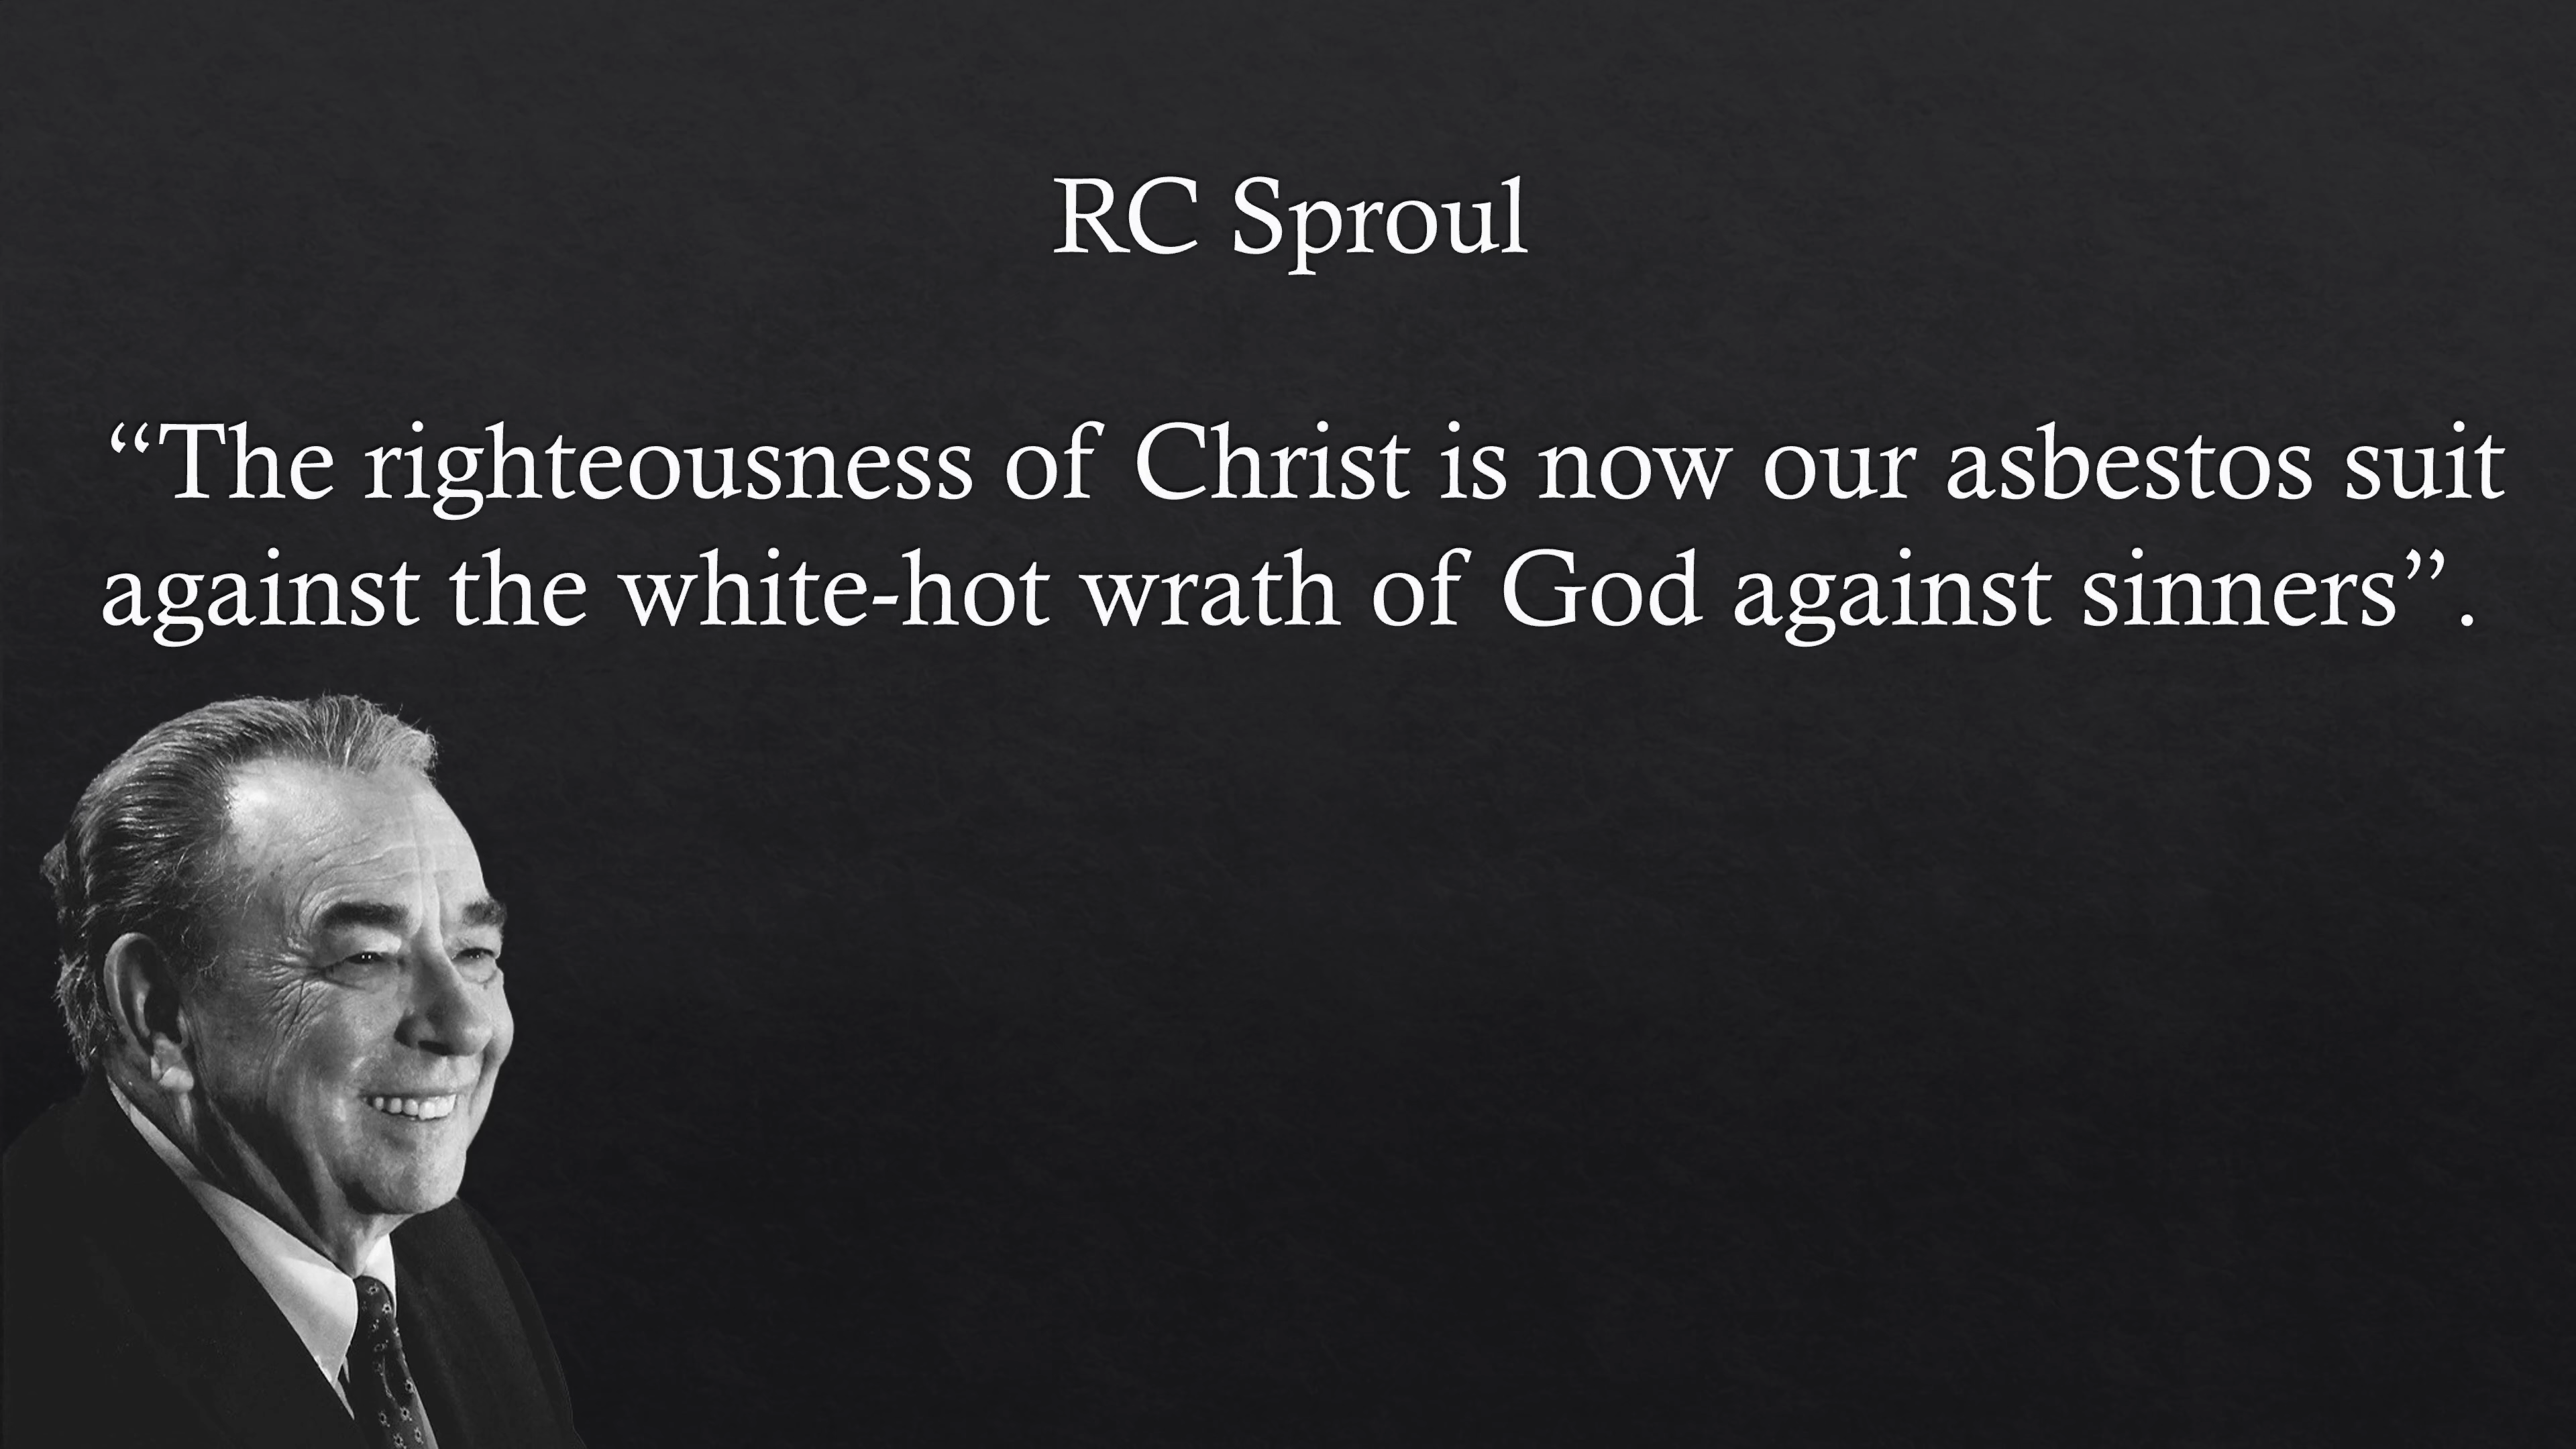 RC Sproul
“The righteousness of Christ is now our asbestos suit
against the white-hot wrath of God against sinners”.